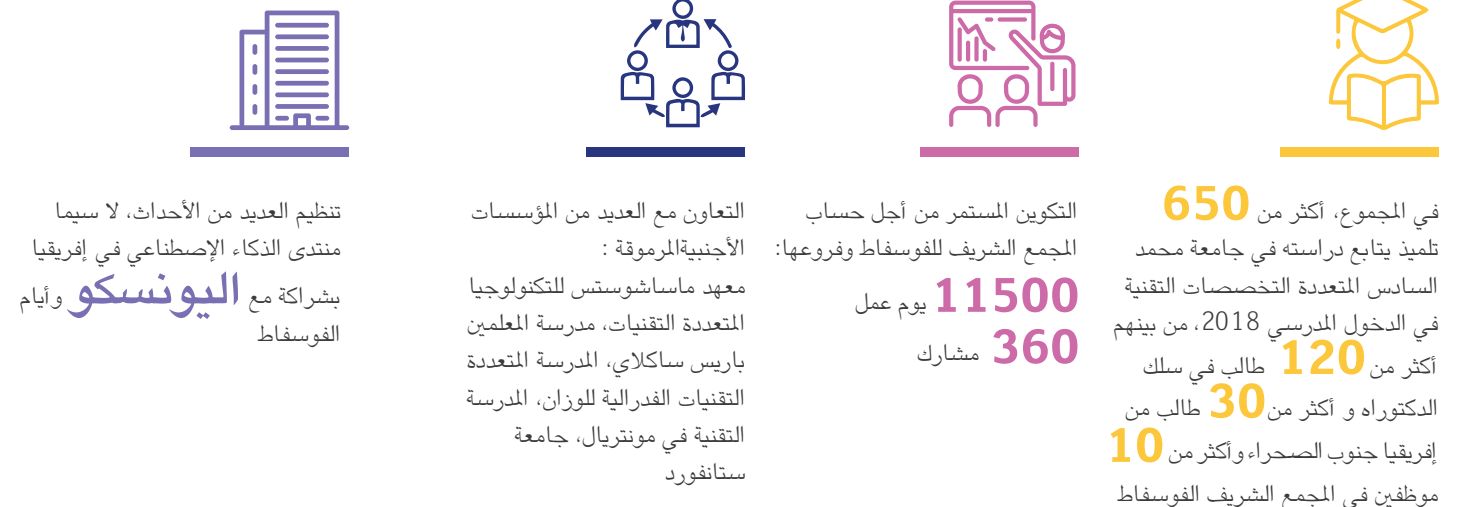 في المجموع، أكثر من 650
تلميذ يتابع دراسته في جامعة محمد
السادس المتعددة التخصصات التقنية
في الدخول المدرسي 2018، من بينهم
أكثر من 120 طالب في سلك
الدكتوراه و أكثر من 30 طالب من
إفريقيا جنوب الصحراء وأكثر من 10
موظفين في المجمع الشريف الفوسفاط
التكوين المستمر من أجل حساب
المجمع الشريف للفوسفاط وفروعها:
11500 يوم عمل
360 مشارك
التعاون مع العديد من المؤسسات
الأجنبيةالمرموقة :
معهد ماساشوستس للتكنولوجيا
المتعددة التقنيات، مدرسة المعلمين
باريس ساكلاي، المدرسة المتعددة
التقنيات الفدرالية للوزان، المدرسة
التقنية في مونتريال، جامعة
ستانفورد
تنظيم العديد من الأحداث، لا سيما
منتدى الذكاء الإصطناعي في إفريقيا
بشراكة مع اليونسكو وأيام
الفوسفاط